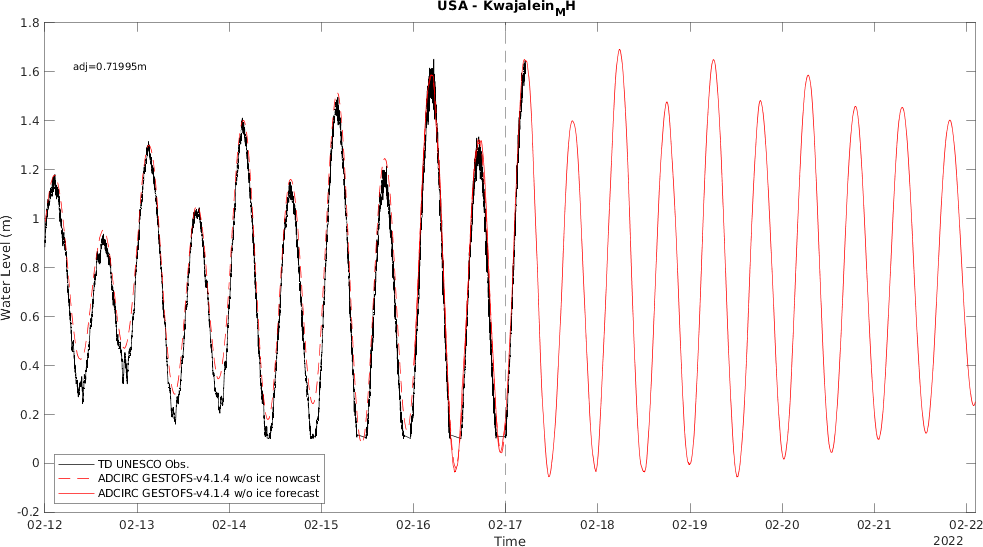 USA - Kwajalein_MH
adj=0.71995m
Water Level (m)
1.8
1.6
1.4
1.2
1
0.8
0.6
0.4
0.2
0
-0.2
TD UNESCO Obs.
ADCIRC GESTOFS-v4.1.4 w/o ice nowcast
ADCIRC GESTOFS-v4.1.4 w/o ice forecast
02-12 02-13 02-14 02-15 02-16 02-17 02-18 02-19 02-20 02-21 02-22
Time
2022